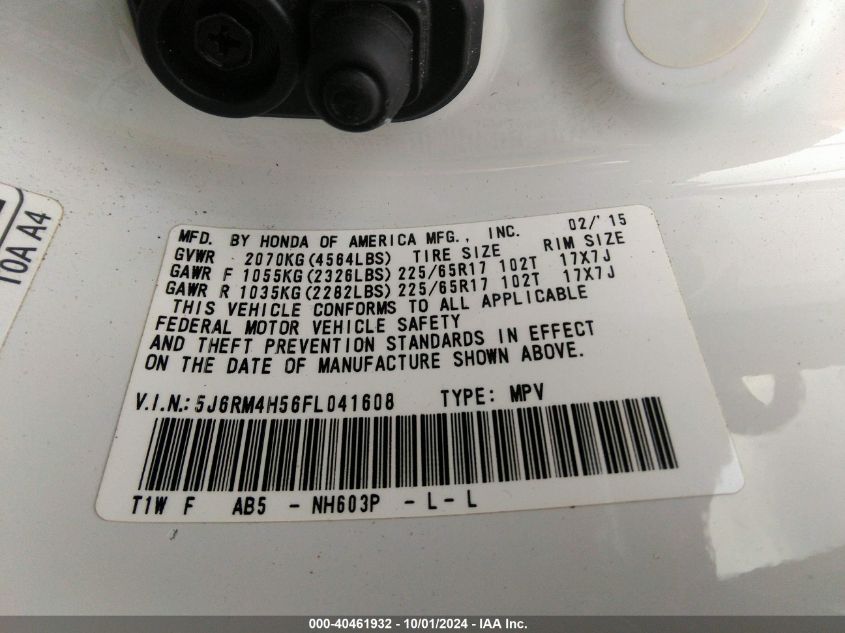 10A A4
MFD. BY HONDA OF AMERICA MFG., INC. 02/'15
GVWR 2070KG(4564LBS) TIRE SIZE RIM SIZE
GAWR F 1055KG(2326LBS) 225/65R17 102T 17X7J
GAWR R 1035KG(2282LBS) 225/65R17 102T 17X7J
THIS VEHICLE CONFORMS TO ALL APPLICABLE
FEDERAL MOTOR VEHICLE SAFETY
AND THEFT PREVENTION STANDARDS IN EFFECT
ON THE DATE OF MANUFACTURE SHOWN ABOVE.
V.I.N.: 5J6RM4H56FL041608 TYPE: MPV
T1W F AB5 - NH603P - L - L
000-40461932 - 10/01/2024 - IAA Inc.